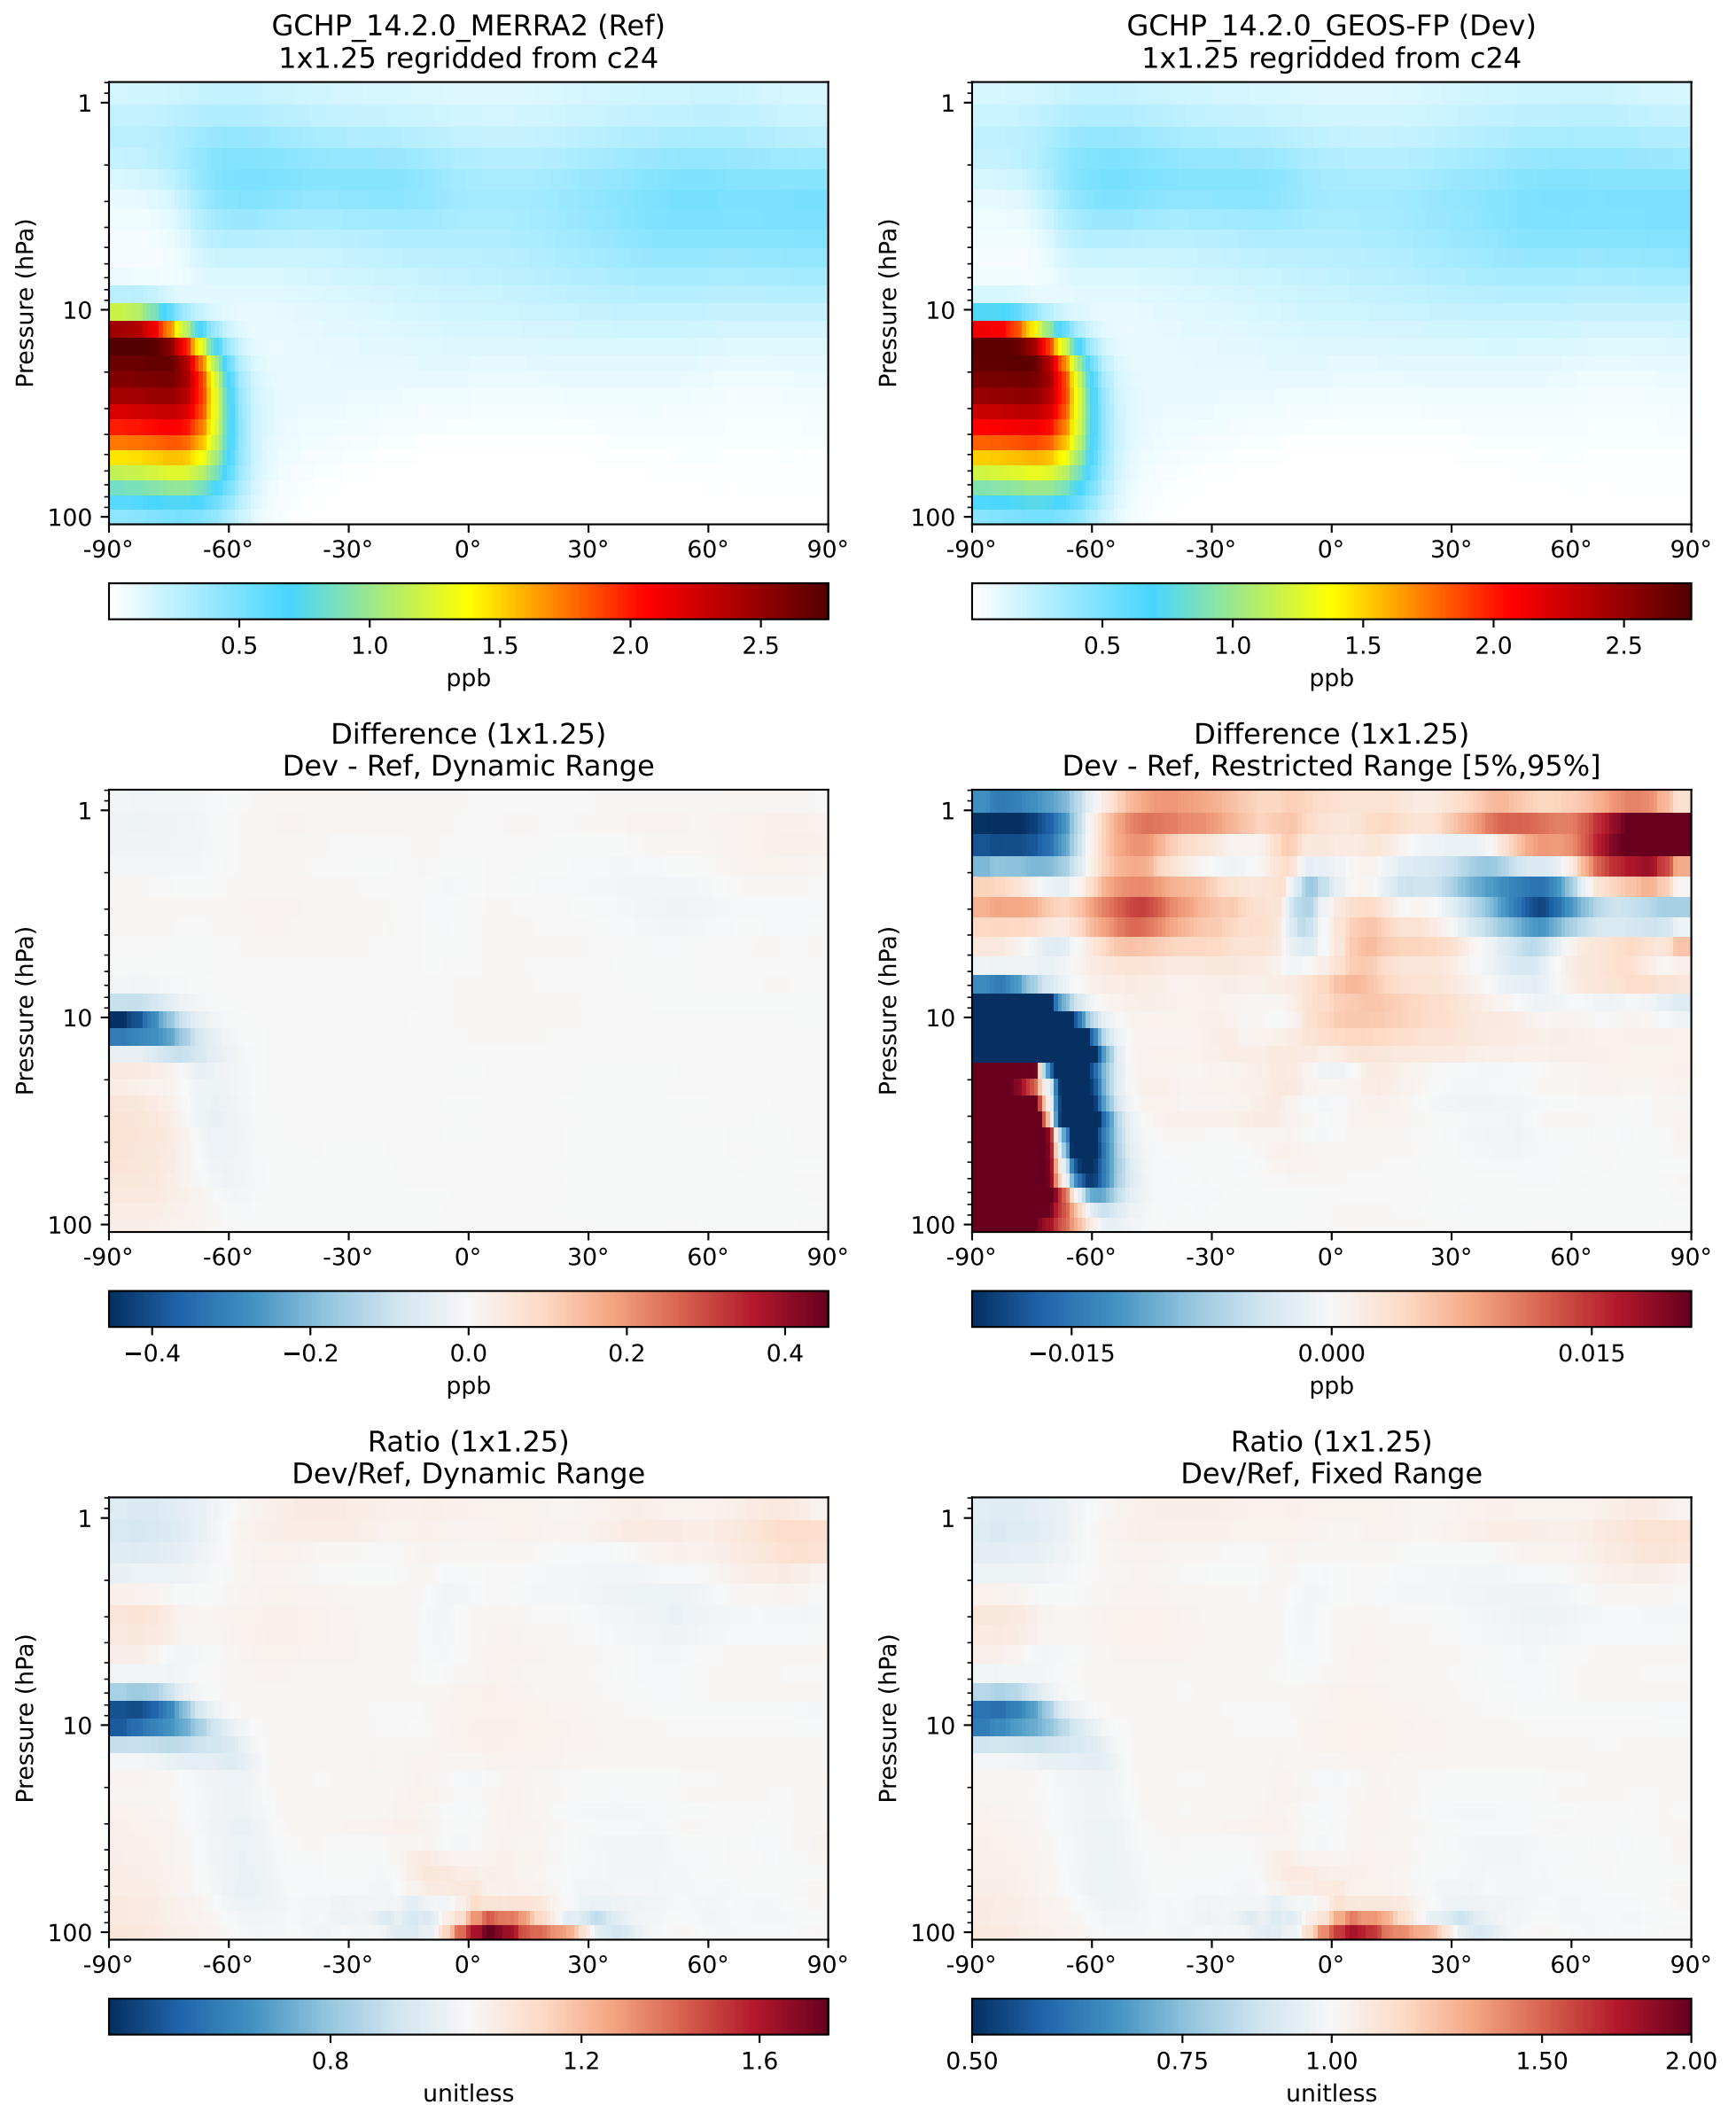 GCHP_14.2.0_MERRA2 (Ref)
1x1.25 regridded from c24
Pressure (hPa)
1
10
100
-90° -60° -30° 0° 30° 60° 90°
0.5 1.0 1.5 2.0 2.5
ppb
GCHP_14.2.0_GEOS-FP (Dev)
1x1.25 regridded from c24
Pressure (hPa)
1
10
100
-90° -60° -30° 0° 30° 60° 90°
0.5 1.0 1.5 2.0 2.5
ppb
Difference (1x1.25)
Dev - Ref, Dynamic Range
Pressure (hPa)
1
10
100
-90° -60° -30° 0° 30° 60° 90°
−0.4 −0.2 0.0 0.2 0.4
ppb
Difference (1x1.25)
Dev - Ref, Restricted Range [5%,95%]
Pressure (hPa)
1
10
100
-90° -60° -30° 0° 30° 60° 90°
−0.015 0.000 0.015
ppb
Ratio (1x1.25)
Dev/Ref, Dynamic Range
Pressure (hPa)
1
10
100
-90° -60° -30° 0° 30° 60° 90°
0.8 1.2 1.6
unitless
Ratio (1x1.25)
Dev/Ref, Fixed Range
Pressure (hPa)
1
10
100
-90° -60° -30° 0° 30° 60° 90°
0.50 0.75 1.00 1.50 2.00
unitless